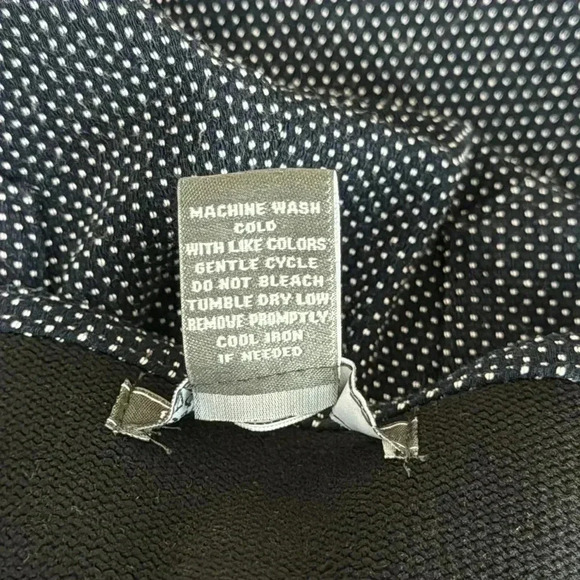 MACHINE WASH
COLD
WITH LIKE COLORS
GENTLE CYCLE
DO NOT BLEACH
TUMBLE DRY LOW
REMOVE PROMPTLY
COOL IRON
IF NEEDED